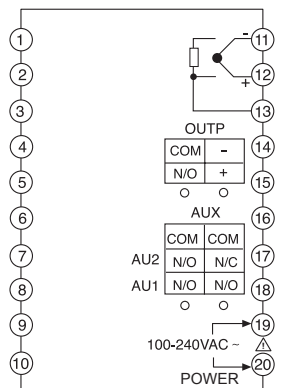 1
11
-
2
12
+
3
13
OUTP
4
14
COM -
N/O +
5
15
6
16
AUX
COM COM
7
17
AU2 N/O N/C
AU1 N/O N/O
8
18
9
19
100-240VAC ~
10
20
POWER